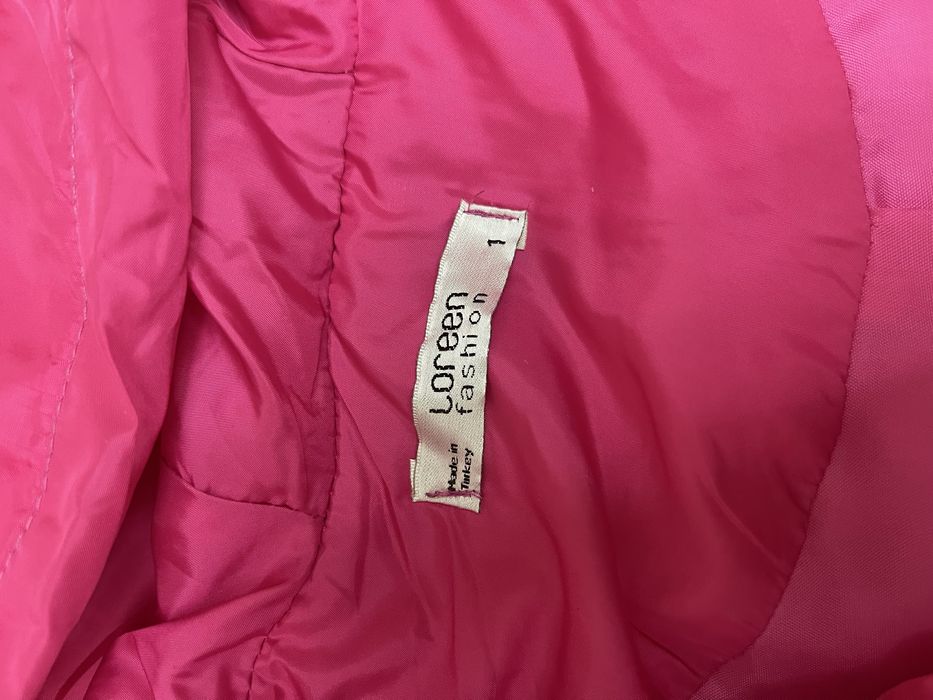 Made in
Turkey
Loreen
fashion
1